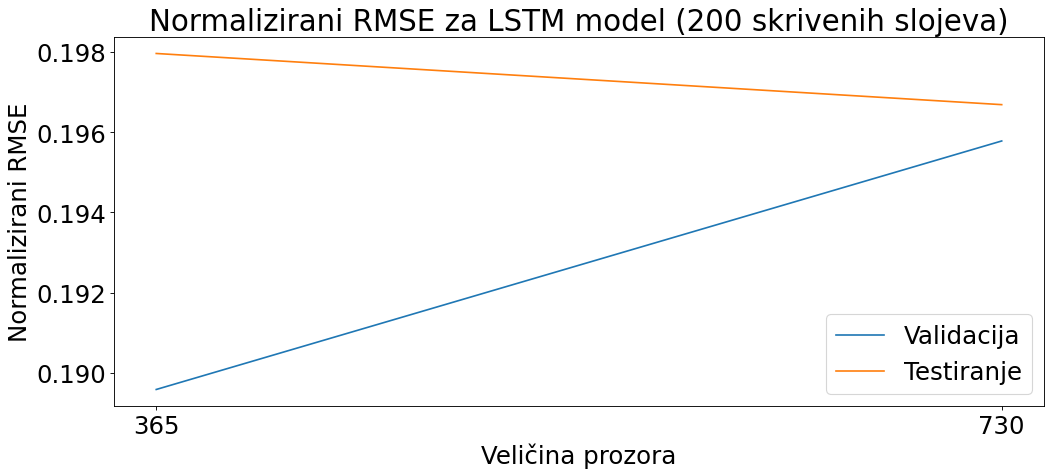 Normalizirani RMSE za LSTM model (200 skrivenih slojeva)
Normalizirani RMSE
0.198
0.196
0.194
0.192
0.190
Validacija
Testiranje
365
730
Veličina prozora